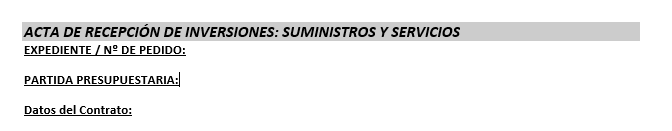 ACTA DE RECEPCIÓN DE INVERSIONES: SUMINISTROS Y SERVICIOS
EXPEDIENTE / Nº DE PEDIDO:
PARTIDA PRESUPUESTARIA:
Datos del Contrato: